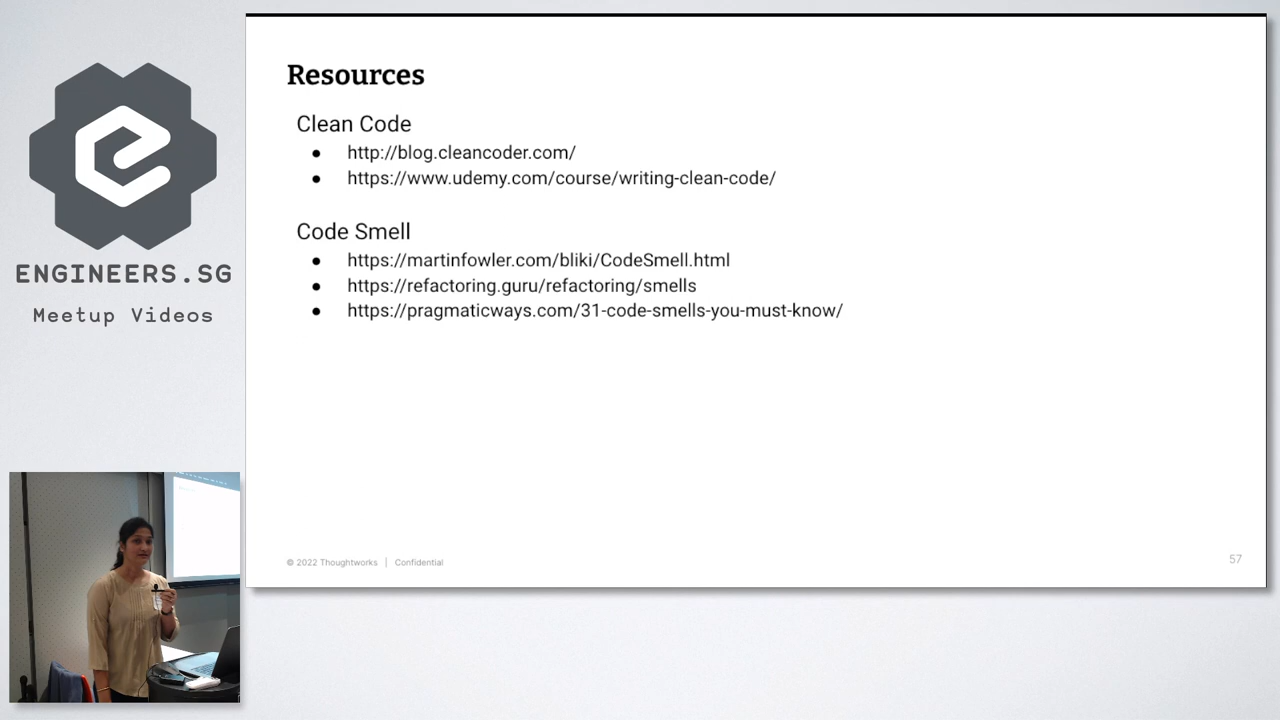 ENGINEERS.SG
Meetup Videos
Resources
Clean Code
● http://blog.cleancoder.com/
● https://www.udemy.com/course/writing-clean-code/
Code Smell
● https://martinfowler.com/bliki/CodeSmell.html
● https://refactoring.guru/refactoring/smells
● https://pragmaticways.com/31-code-smells-you-must-know/
© 2022 Thoughtworks | Confidential
57